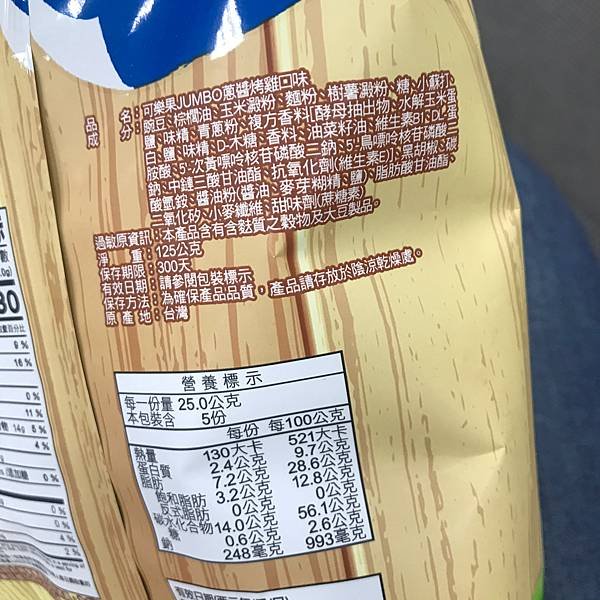 品　　名：可樂果JUMBO蔥醬烤雞口味
成　　分：豌豆、棕櫚油、玉米澱粉、麵粉、樹薯澱粉、糖、小蘇打、
鹽、味精、青蔥粉、複方香料[酵母抽出物、水解玉米蛋
白、鹽、味精、D-木糖、香料、油菜籽油、維生素B1、DL-
胺酸、5'-次黃嘌呤核苷磷酸二鈉、5'-鳥嘌呤核苷磷酸二
鈉、中鏈三酸甘油酯、抗氧化劑(維生素E)]、黑胡椒、碳
酸氫銨、醬油粉(醬油、麥芽糊精、鹽)、脂肪酸甘油酯、
二氧化矽、小麥纖維、甜味劑(蔗糖素)
過敏原資訊：本產品含有含麩質之穀物及大豆製品。
淨　　重：125公克
保存期限：300天
有效日期：請參閱包裝標示
保存方法：為確保產品品質，產品請存放於陰涼乾燥處。
原 產 地：台灣
營養標示
每一份量 25.0公克
本包裝含 5份
每份 每100公克
熱量 130大卡 521大卡
蛋白質 2.4公克 9.7公克
脂肪 7.2公克 28.6公克
飽和脂肪 3.2公克 12.8公克
反式脂肪 0公克 0公克
碳水化合物 14.0公克 56.1公克
糖 0.6公克 2.6公克
鈉 248毫克 993毫克
9 %
16 %
0 %
11 %
14g 5 %
4 %
0 %
0 %
0 %
4 %
2 %